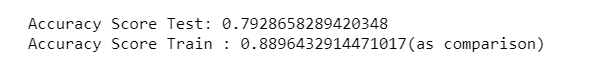 Accuracy Score Test: 0.7928658289420348
Accuracy Score Train : 0.8896432914471017(as comparison)